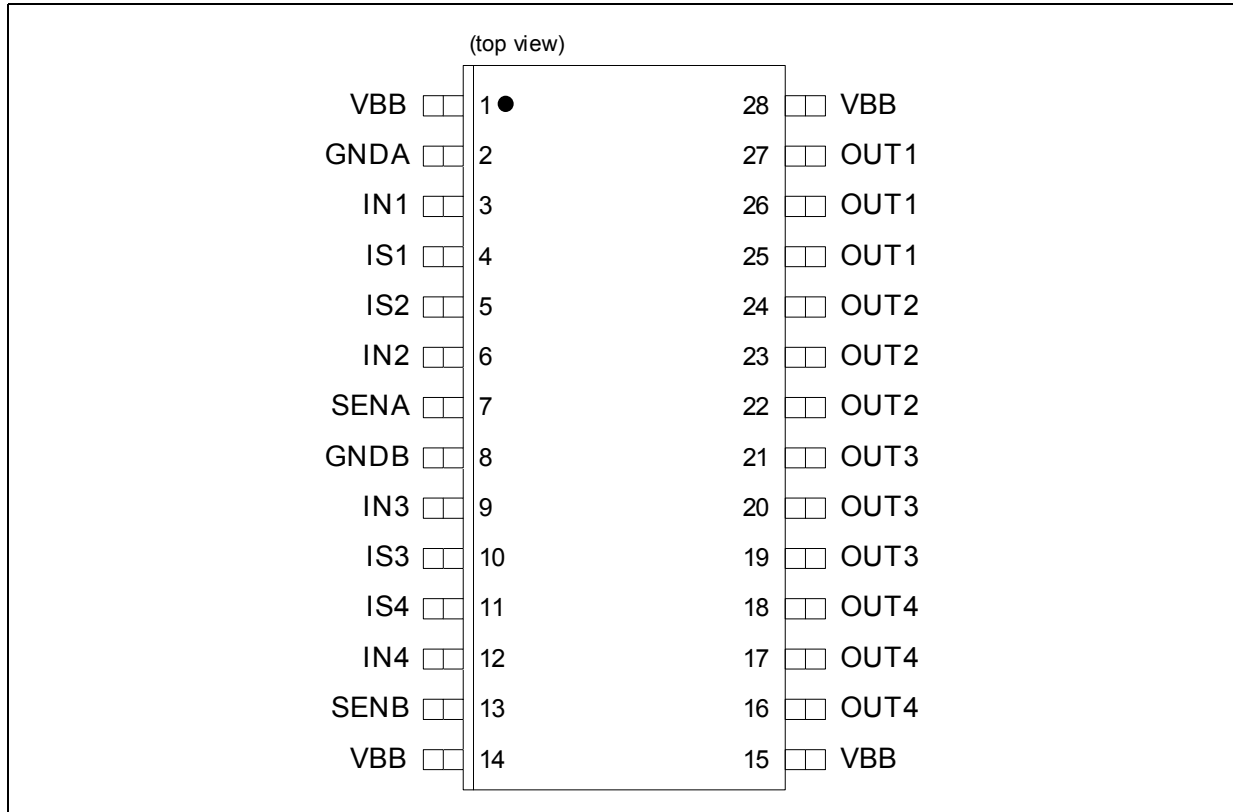 (top view)
VBB 1 28 VBB
GNDA 2 27 OUT1
IN1 3 26 OUT1
IS1 4 25 OUT1
IS2 5 24 OUT2
IN2 6 23 OUT2
SENA 7 22 OUT2
GNDB 8 21 OUT3
IN3 9 20 OUT3
IS3 10 19 OUT3
IS4 11 18 OUT4
IN4 12 17 OUT4
SENB 13 16 OUT4
VBB 14 15 VBB